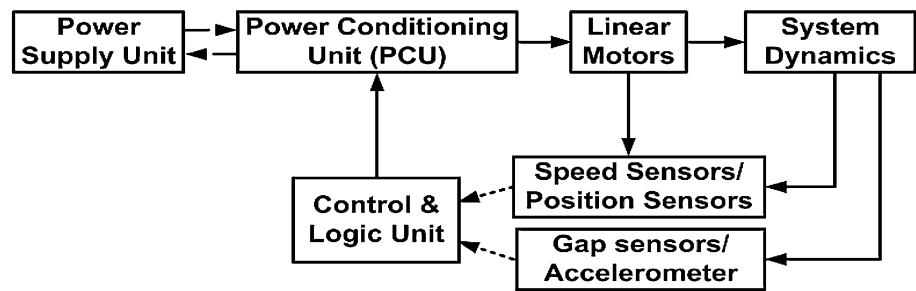 Power
Supply Unit
Power Conditioning
Unit (PCU)
Linear
Motors
System
Dynamics
Speed Sensors/
Position Sensors
Control &
Logic Unit
Gap sensors/
Accelerometer